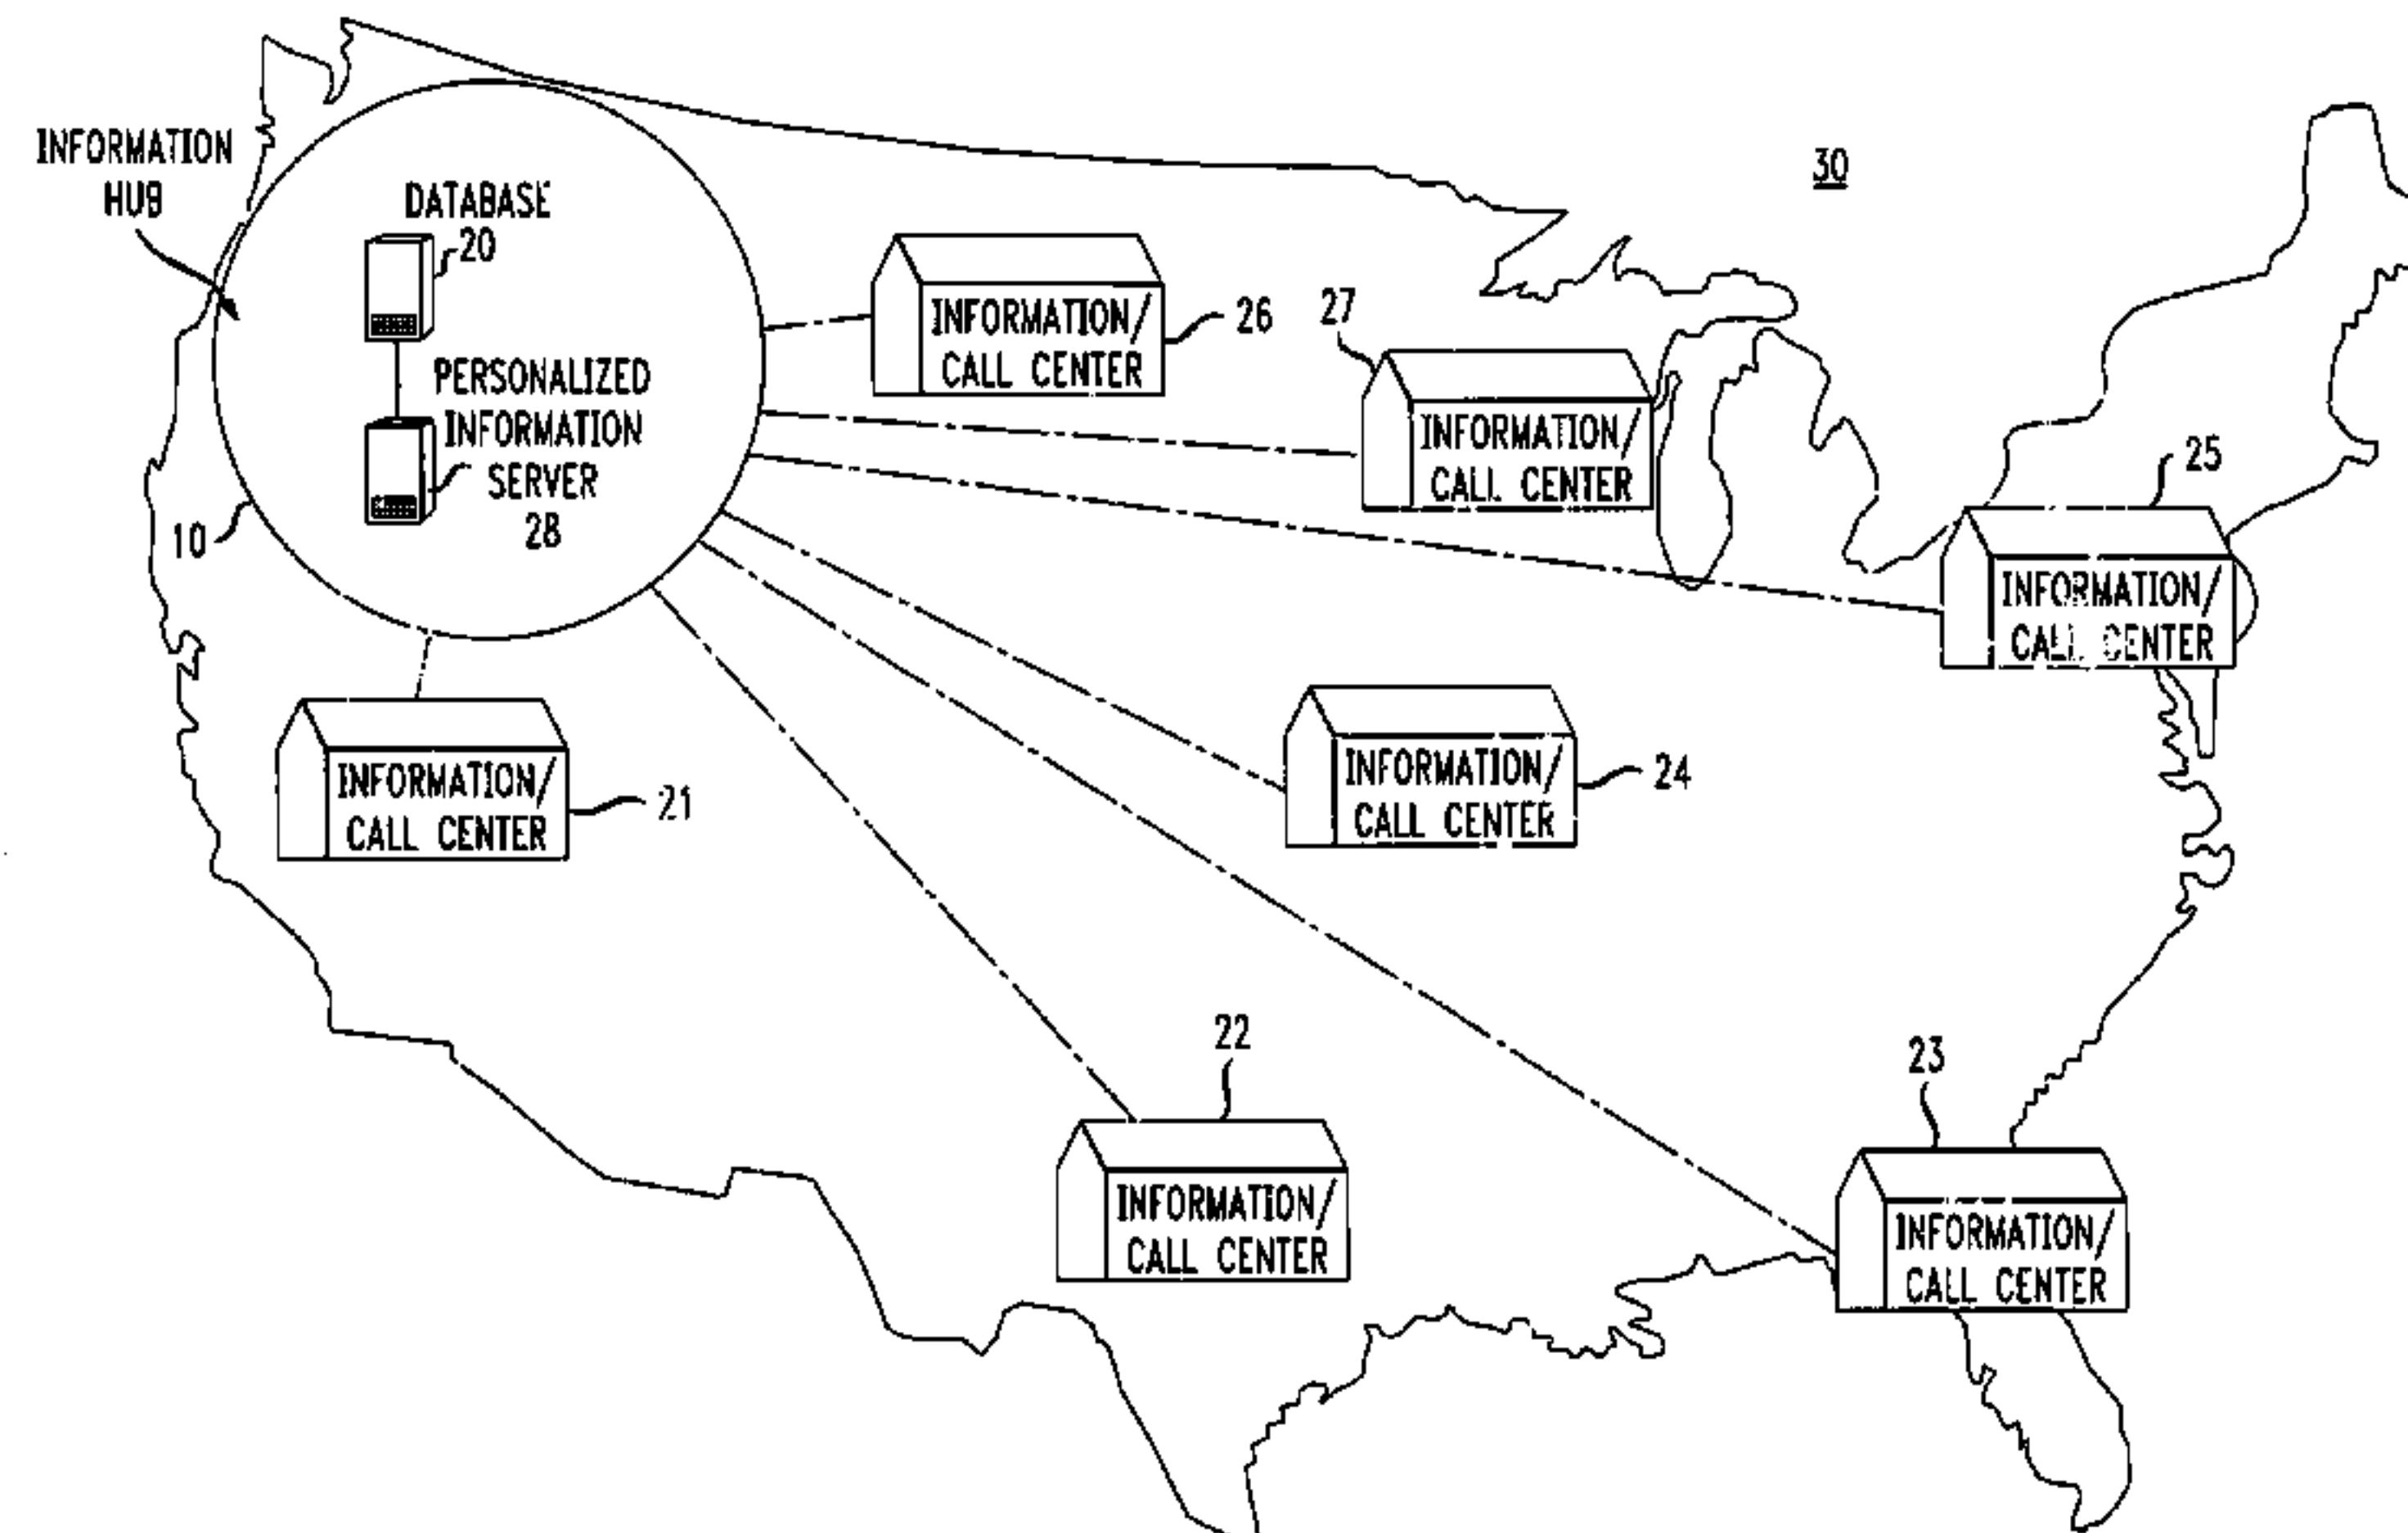 30
INFORMATION
HUB
DATABASE
20
PERSONALIZED
INFORMATION
SERVER
28
10
INFORMATION/
CALL CENTER
26
27
INFORMATION/
CALL CENTER
25
INFORMATION/
CALL CENTER
INFORMATION/
CALL CENTER
21
INFORMATION/
CALL CENTER
24
22
INFORMATION/
CALL CENTER
23
INFORMATION/
CALL CENTER